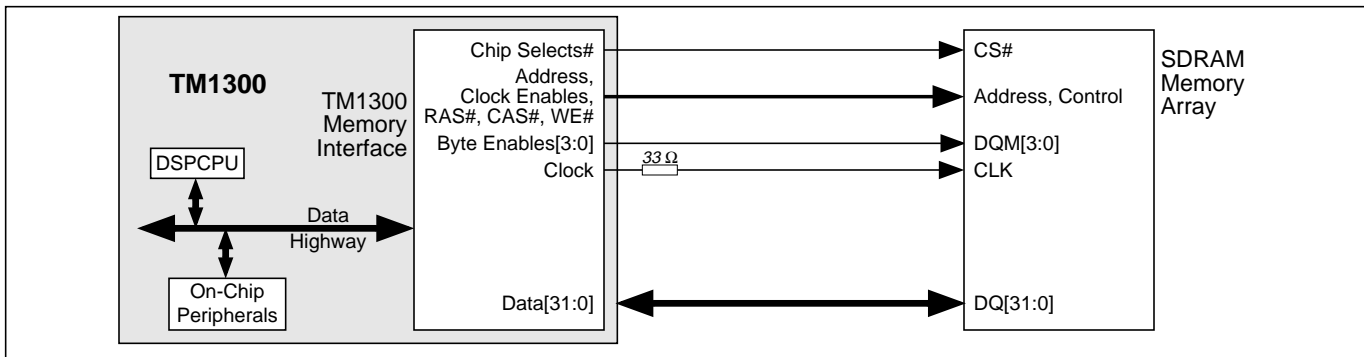 TM1300
TM1300
Memory
Interface
DSPCPU
Data
Highway
On-Chip
Peripherals
Chip Selects#
Address,
Clock Enables,
RAS#, CAS#, WE#
Byte Enables[3:0]
Clock
Data[31:0]
33 Ω
CS#
Address, Control
DQM[3:0]
CLK
DQ[31:0]
SDRAM
Memory
Array